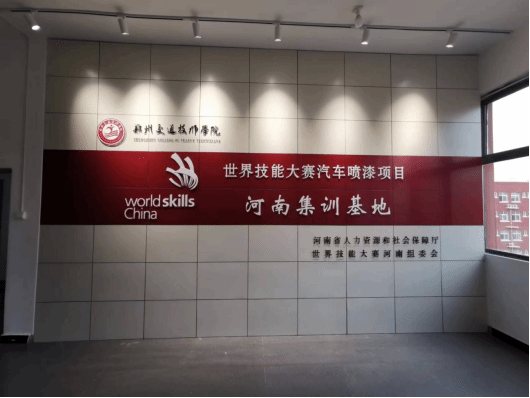 郑州交通技师学院
世界技能大赛汽车喷漆项目
worldskills
China
河南集训基地
河南省人力资源和社会保障厅
世界技能大赛河南组委会